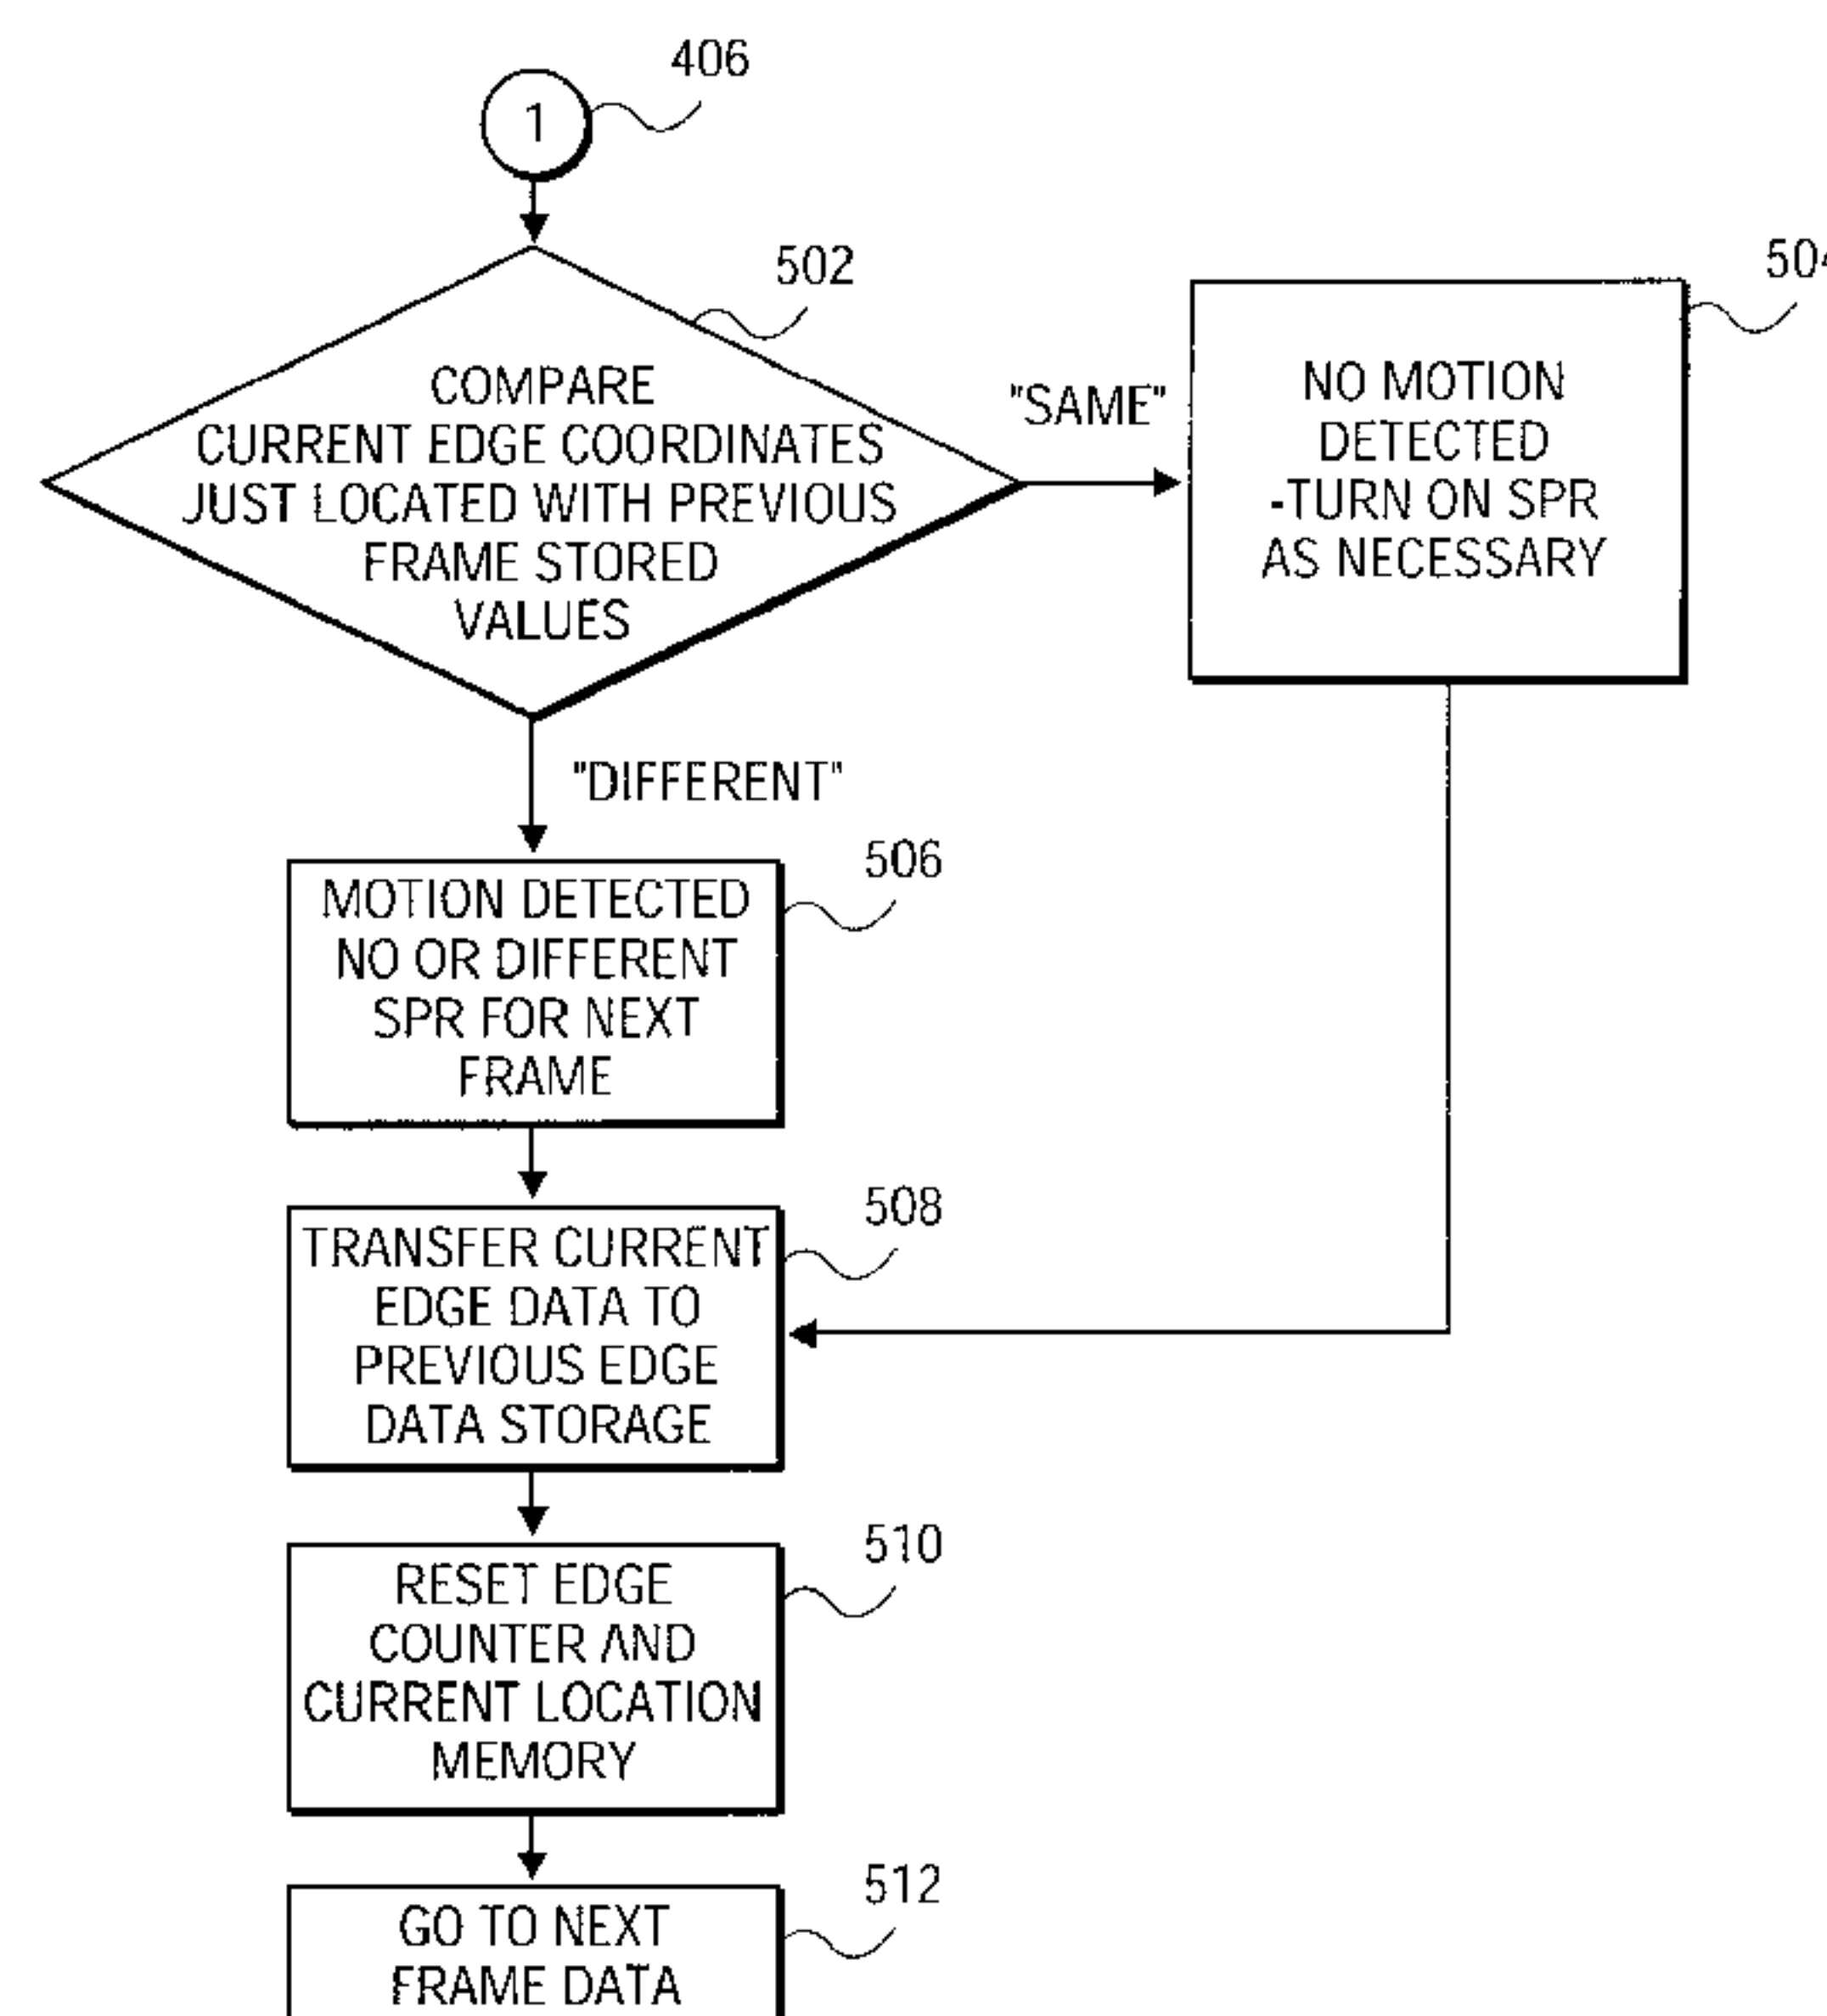 406
1
502
504
COMPARE
CURRENT EDGE COORDINATES
JUST LOCATED WITH PREVIOUS
FRAME STORED
VALUES
"SAME"
NO MOTION
DETECTED
-TURN ON SPR
AS NECESSARY
"DIFFERENT"
506
MOTION DETECTED
NO OR DIFFERENT
SPR FOR NEXT
FRAME
508
TRANSFER CURRENT
EDGE DATA TO
PREVIOUS EDGE
DATA STORAGE
510
RESET EDGE
COUNTER AND
CURRENT LOCATION
MEMORY
512
GO TO NEXT
FRAME DATA